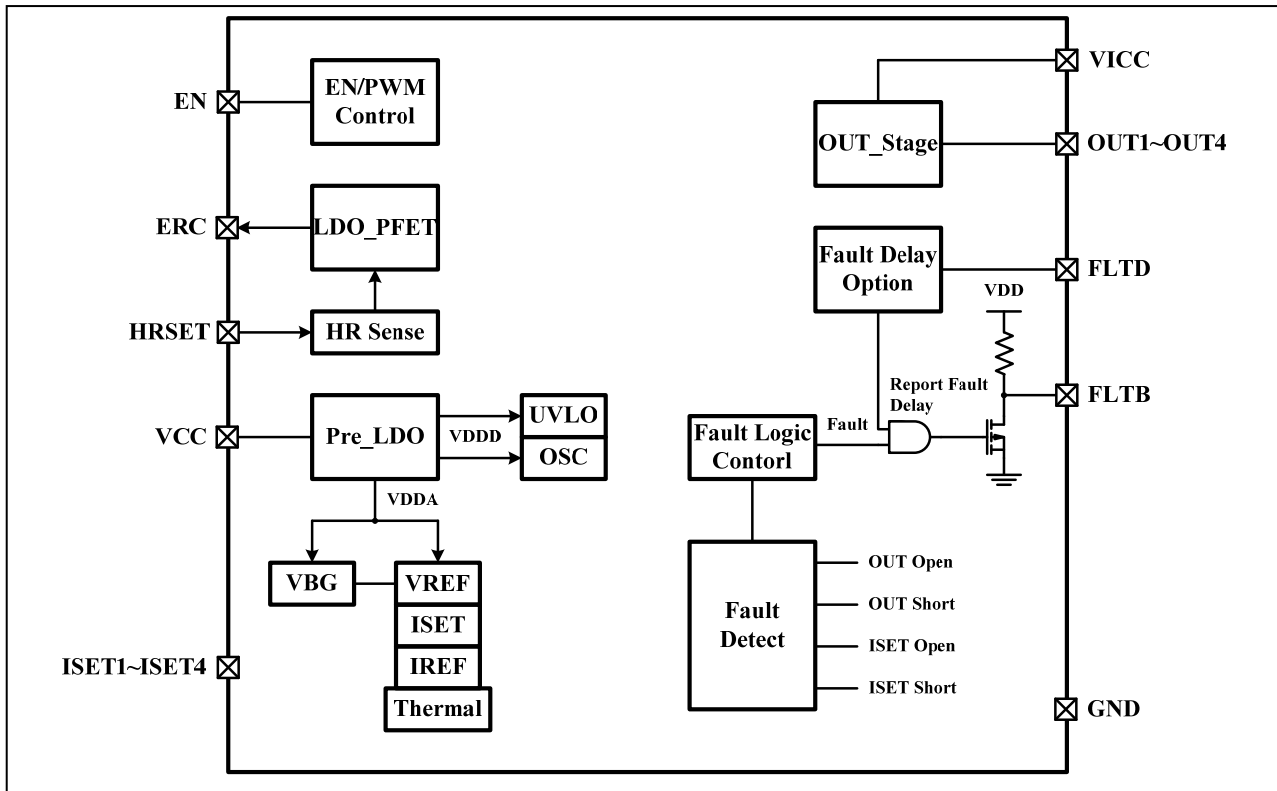 EN
EN/PWM
Control
ERC
LDO_PFET
HRSET
HR Sense
VCC
Pre_LDO
VDDD
UVLO
OSC
VDDA
VBG
VREF
ISET
IREF
Thermal
ISET1~ISET4
VICC
OUT_Stage
OUT1~OUT4
Fault Delay
Option
FLTD
VDD
Report Fault
Delay
FLTB
Fault Logic
Contorl
Fault
Fault
Detect
OUT Open
OUT Short
ISET Open
ISET Short
GND